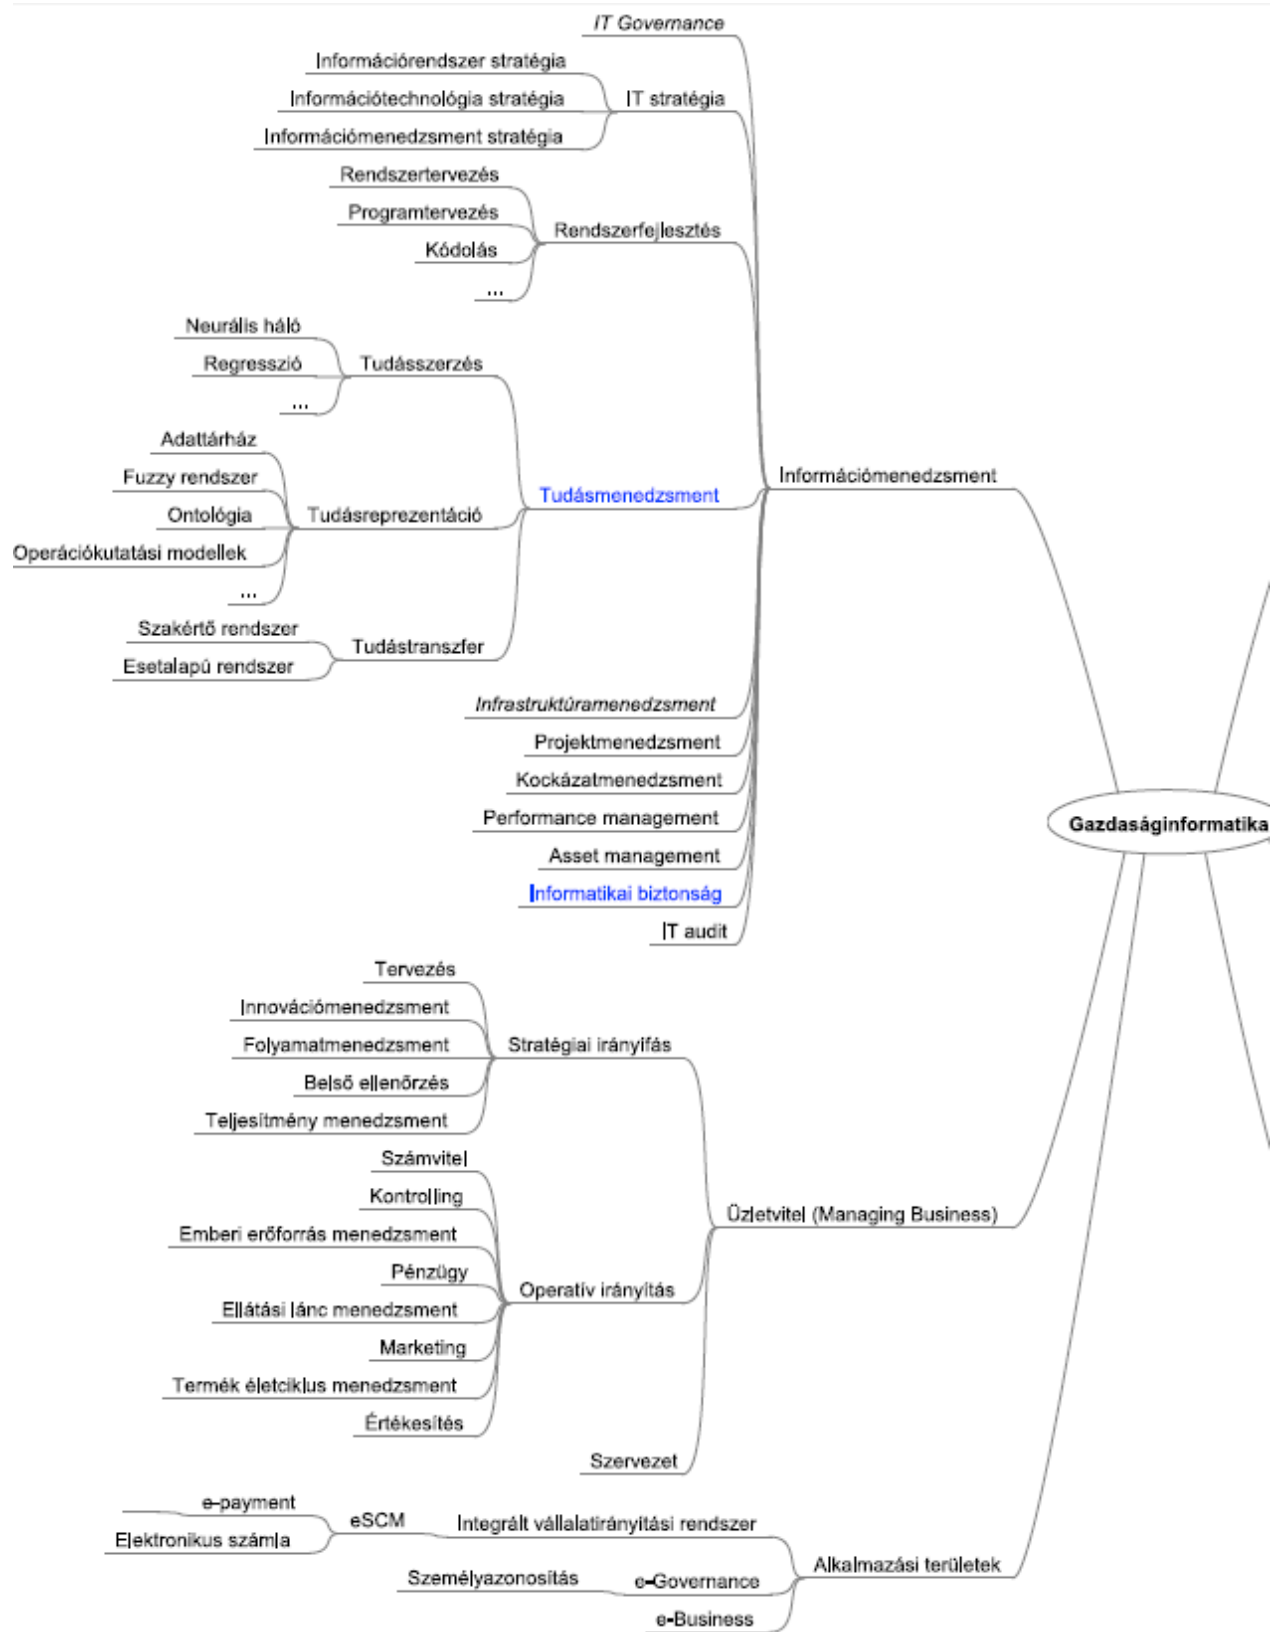 IT Governance
Információrendszer stratégia
Információtechnológia stratégia
IT stratégia
Információmenedzsment stratégia
Rendszertervezés
Programtervezés
Rendszerfejlesztés
Kódolás
...
Neurális háló
Regresszió
Tudásszerzés
...
Adattárház
Fuzzy rendszer
Ontológia
Tudásreprezentáció
Operációkutatási modellek
...
Tudásmenedzsment
Információmenedzsment
Szakértő rendszer
Esetalapú rendszer
Tudástranszfer
Infrastruktúramenedzsment
Projektmenedzsment
Kockázatmenedzsment
Performance management
Asset management
Informatikai biztonság
IT audit
Gazdaságinformatika
Tervezés
Innovációmenedzsment
Folyamatmenedzsment
Stratégiai irányífás
Belső ellenőrzés
Teljesítmény menedzsment
Számvitel
Kontrolling
Emberi erőforrás menedzsment
Pénzügy
Operatív irányítás
Ellátási lánc menedzsment
Marketing
Termék életciklus menedzsment
Értékesítés
Üzletvitel (Managing Business)
Szervezet
e-payment
Elektronikus számla
eSCM
Integrált vállalatirányitási rendszer
Személyazonosítás
e-Governance
Alkalmazási területek
e-Business